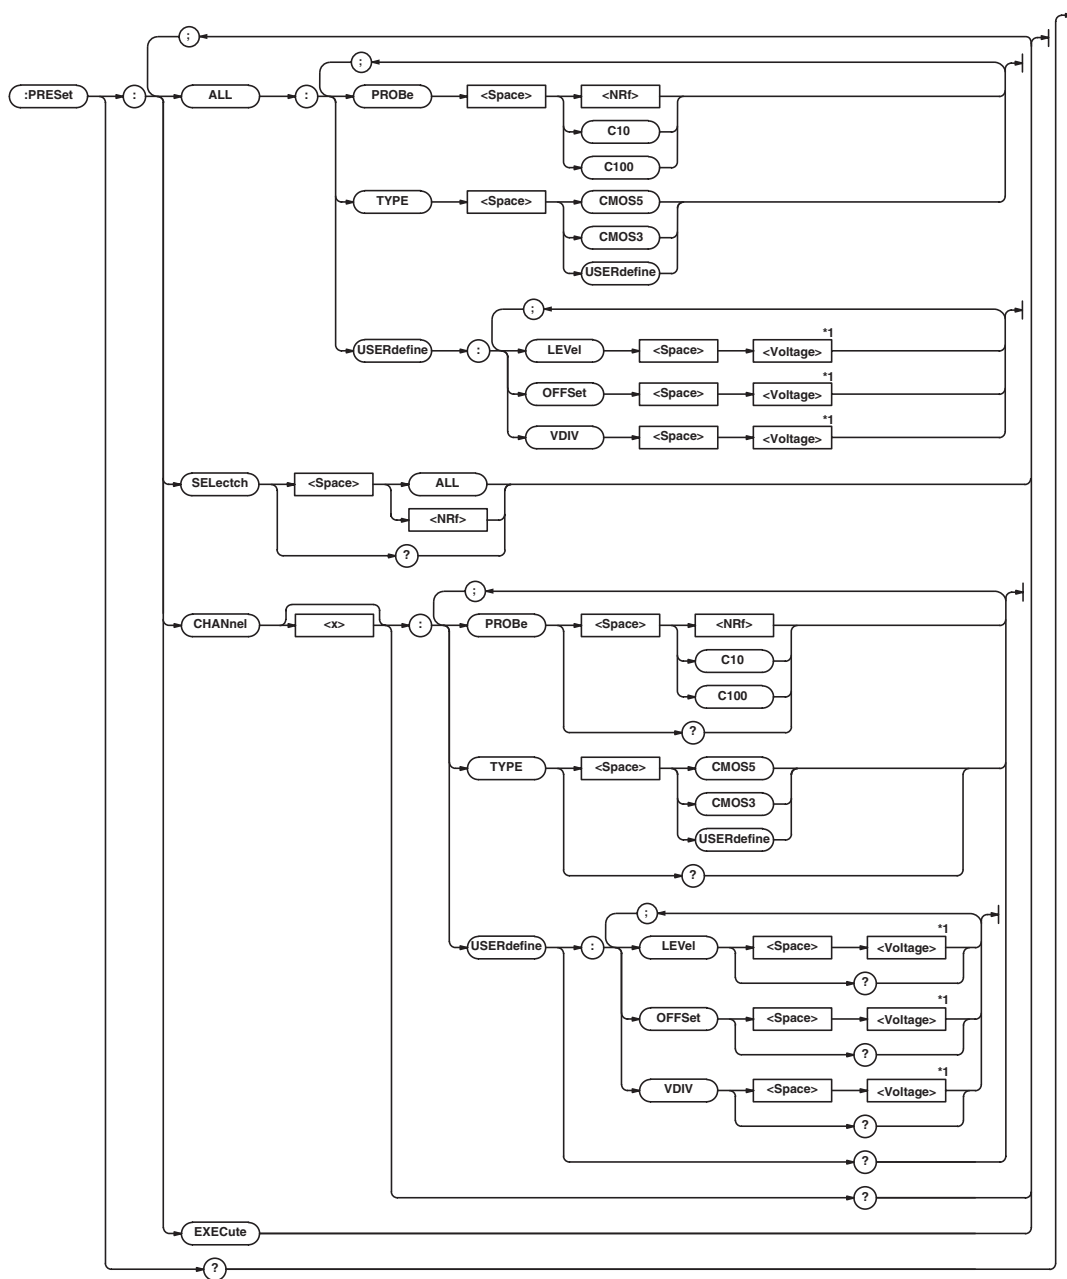 ;
;
:PRESet : ALL : PROBe <Space> <NRf>
C10
C100
TYPE <Space> CMOS5
CMOS3
USERdefine
;
*1
USERdefine : LEVel <Space> <Voltage>
*1
OFFSet <Space> <Voltage>
*1
VDIV <Space> <Voltage>
SELectch <Space> ALL
<NRf>
?
;
CHANnel <x> : PROBe <Space> <NRf>
C10
C100
?
TYPE <Space> CMOS5
CMOS3
USERdefine
?
;
*1
USERdefine : LEVel <Space> <Voltage>
?
*1
OFFSet <Space> <Voltage>
?
*1
VDIV <Space> <Voltage>
?
?
?
EXECute
?